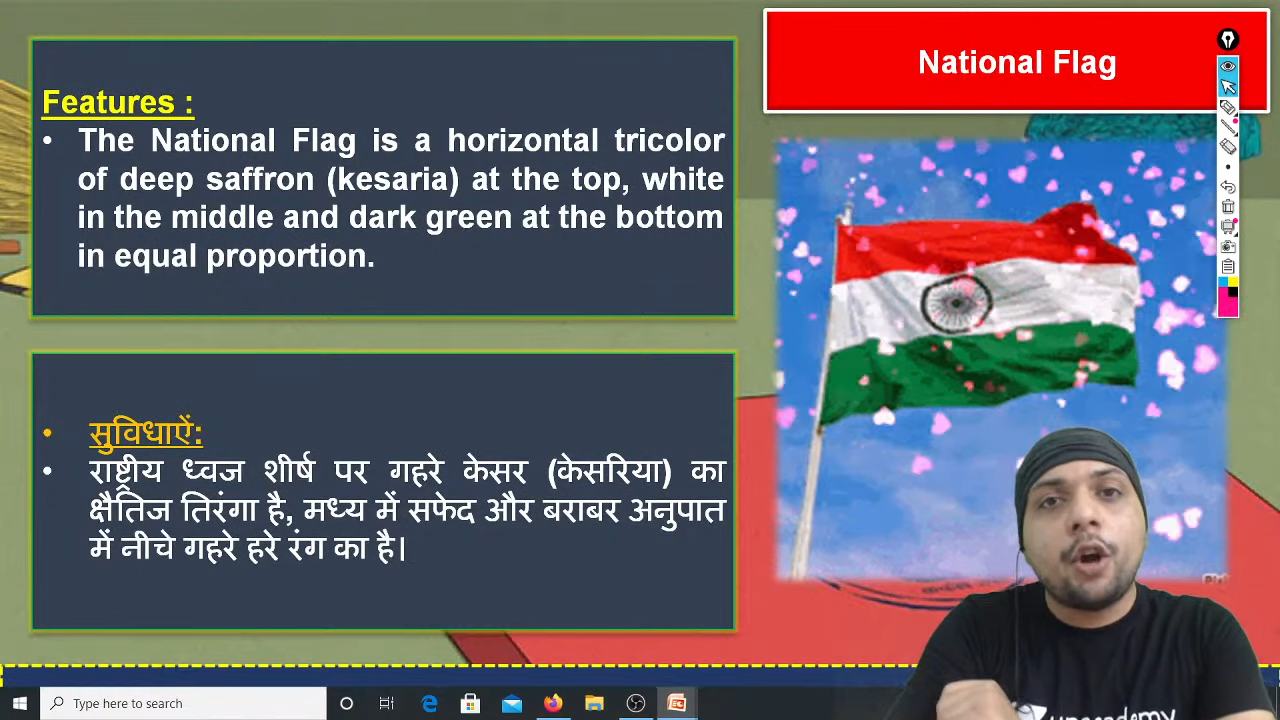 National Flag
Features :
• The National Flag is a horizontal tricolor
of deep saffron (kesaria) at the top, white
in the middle and dark green at the bottom
in equal proportion.
• सुविधाऐं:
• राष्ट्रीय ध्वज शीर्ष पर गहरे केसर (केसरिया) का
क्षैतिज तिरंगा है, मध्य में सफेद और बराबर अनुपात
में नीचे गहरे हरे रंग का है।
Type here to search